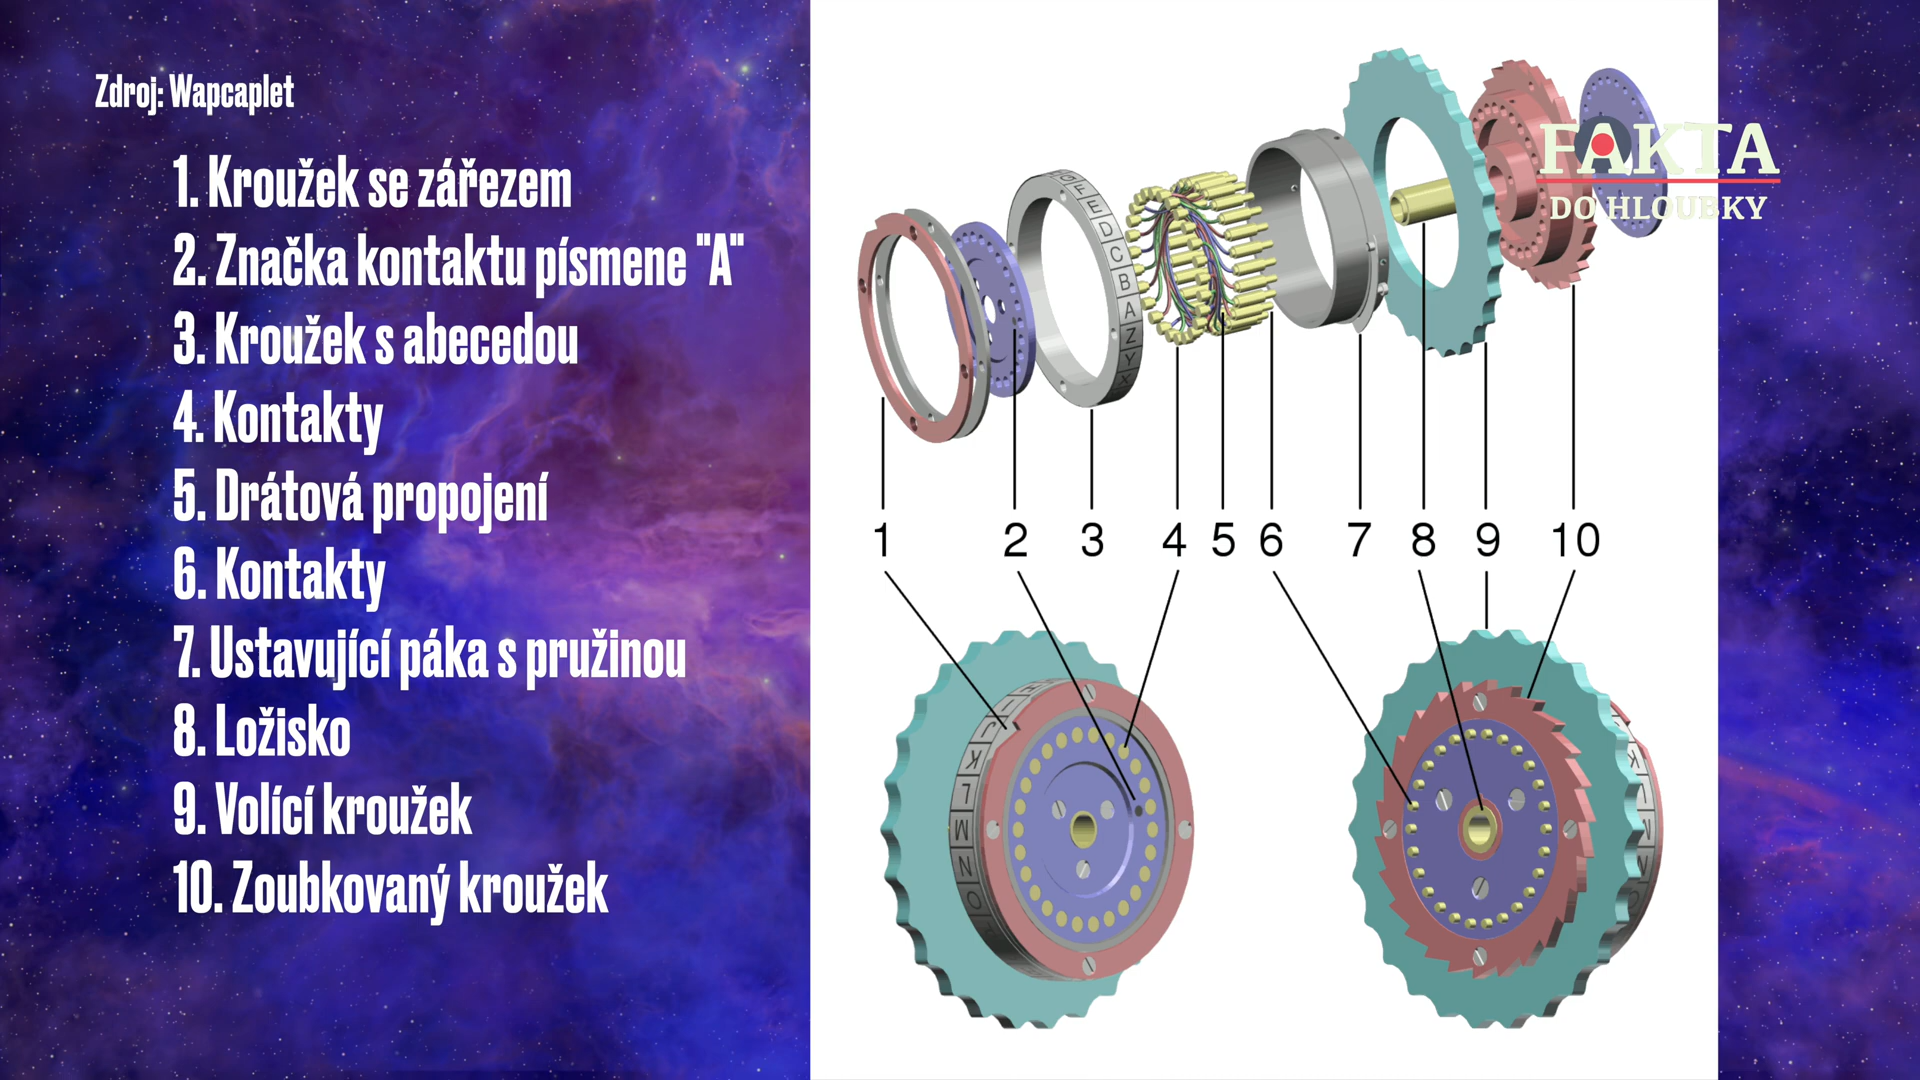 Zdroj: Wapcaplet
1. Kroužek se zářezem
2. Značka kontaktu písmene "A"
3. Kroužek s abecedou
4. Kontakty
5. Drátová propojení
6. Kontakty
7. Ustavující páka s pružinou
8. Ložisko
9. Volící kroužek
10. Zoubkovaný kroužek
FAKTA
DO HLOUBKY
G F E D C B A Z Y X
1 2 3 4 5 6 7 8 9 10
H I J K L M N O